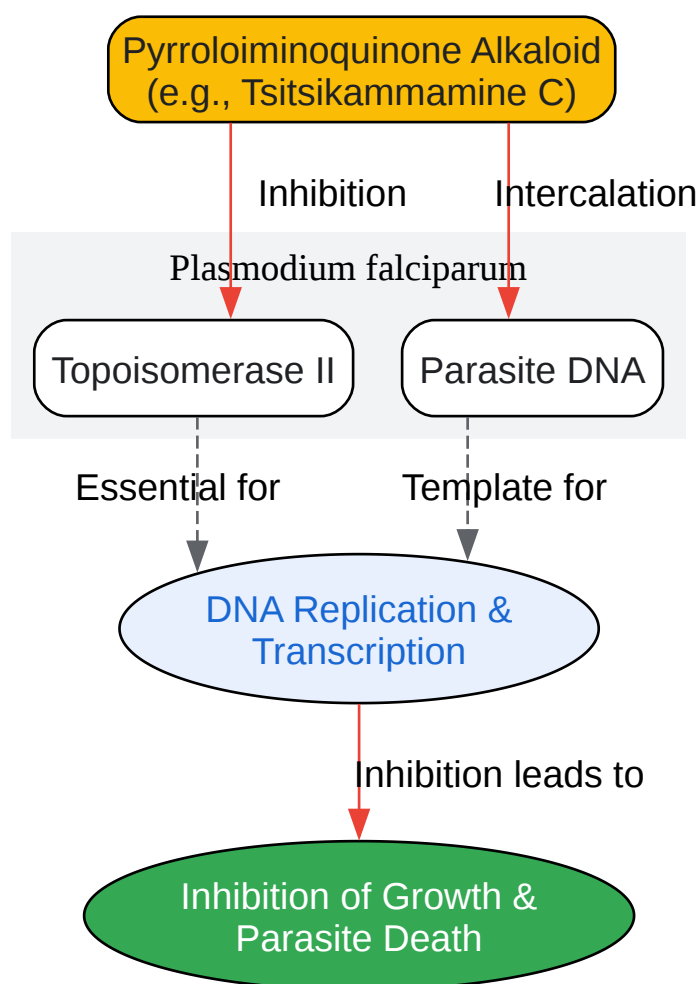 Pyrroloiminoquinone Alkaloid
(e.g., Tsitsikammamine C)
Inhibition
Intercalation
Plasmodium falciparum
Topoisomerase II
Parasite DNA
Essential for
Template for
DNA Replication &
Transcription
Inhibition leads to
Inhibition of Growth &
Parasite Death